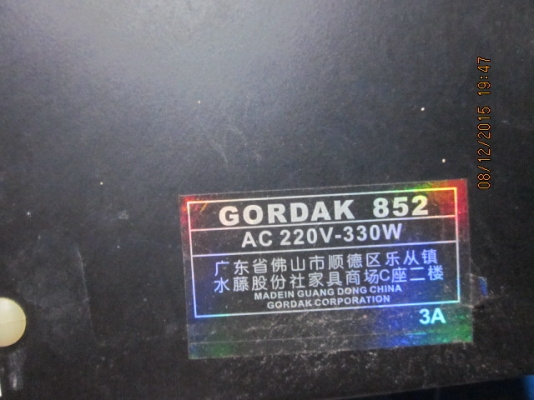 GORDAK 852
AC 220V-330W
广东省佛山市顺德区乐从镇
水藤股份社家具商场C座二楼
MADEIN GUANG DONG CHINA
GORDAK CORPORATION
3A
08/12/2015 19:47